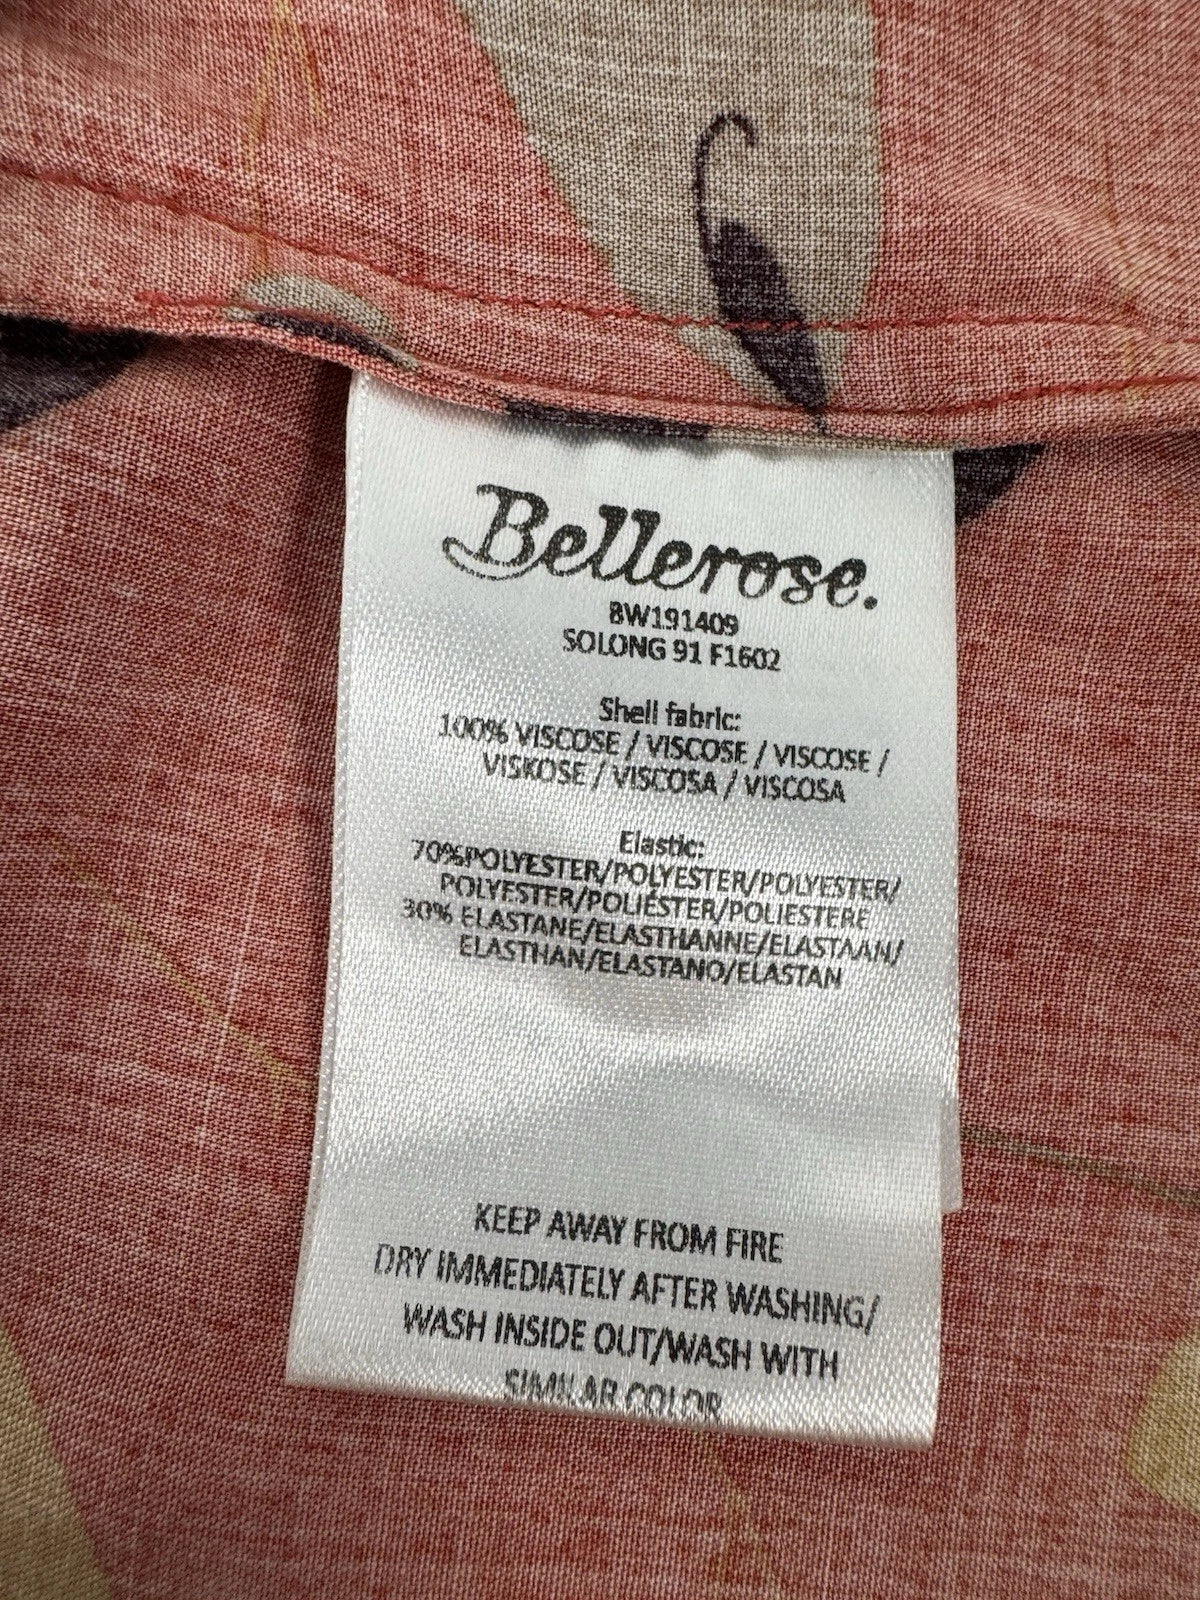 Bellerose.
BW191409
SOLONG 91 F1602
Shell fabric:
100% VISCOSE / VISCOSE / VISCOSE /
VISKOSE / VISCOSA / VISCOSA
Elastic:
70%POLYESTER/POLYESTER/POLYESTER/
POLYESTER/POLIÉSTER/POLIESTERE
30% ELASTANE/ELASTHANNE/ELASTAAN/
ELASTHAN/ELASTANO/ELASTAN
KEEP AWAY FROM FIRE
DRY IMMEDIATELY AFTER WASHING/
WASH INSIDE OUT/WASH WITH
SIMILAR COLOR